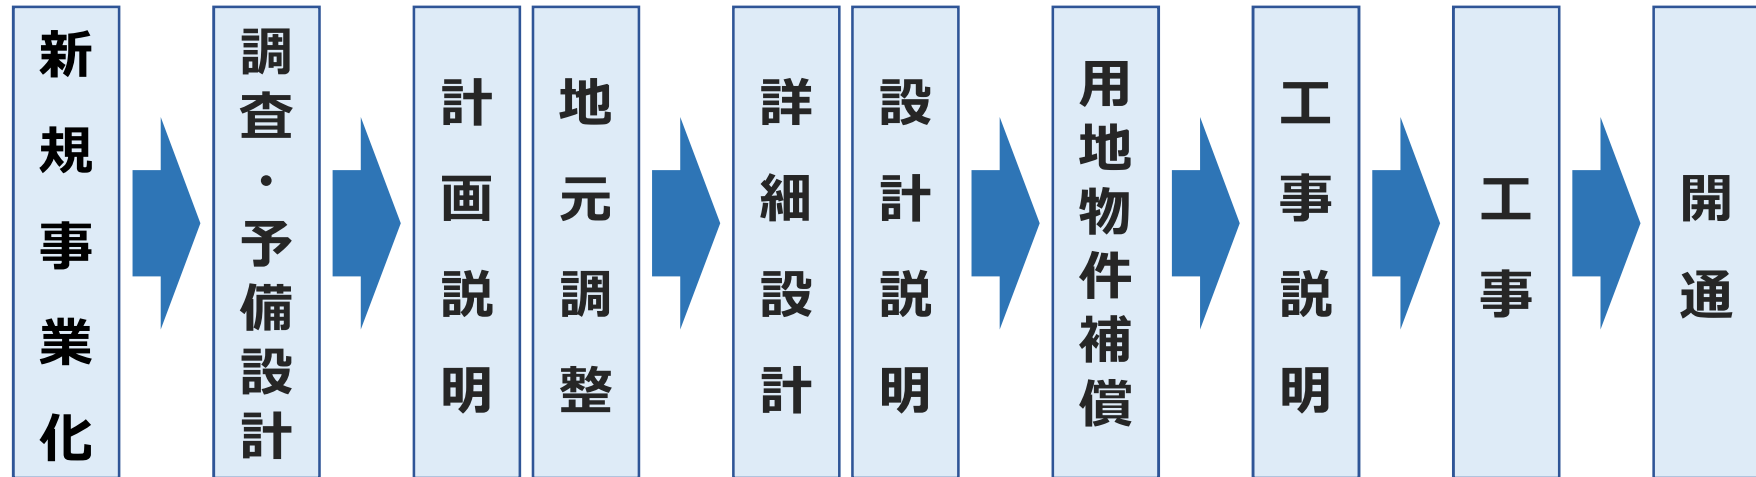 新規事業化
調査・予備設計
計画説明
地元調整
詳細設計
設計説明
用地物件補償
工事説明
工事
開通